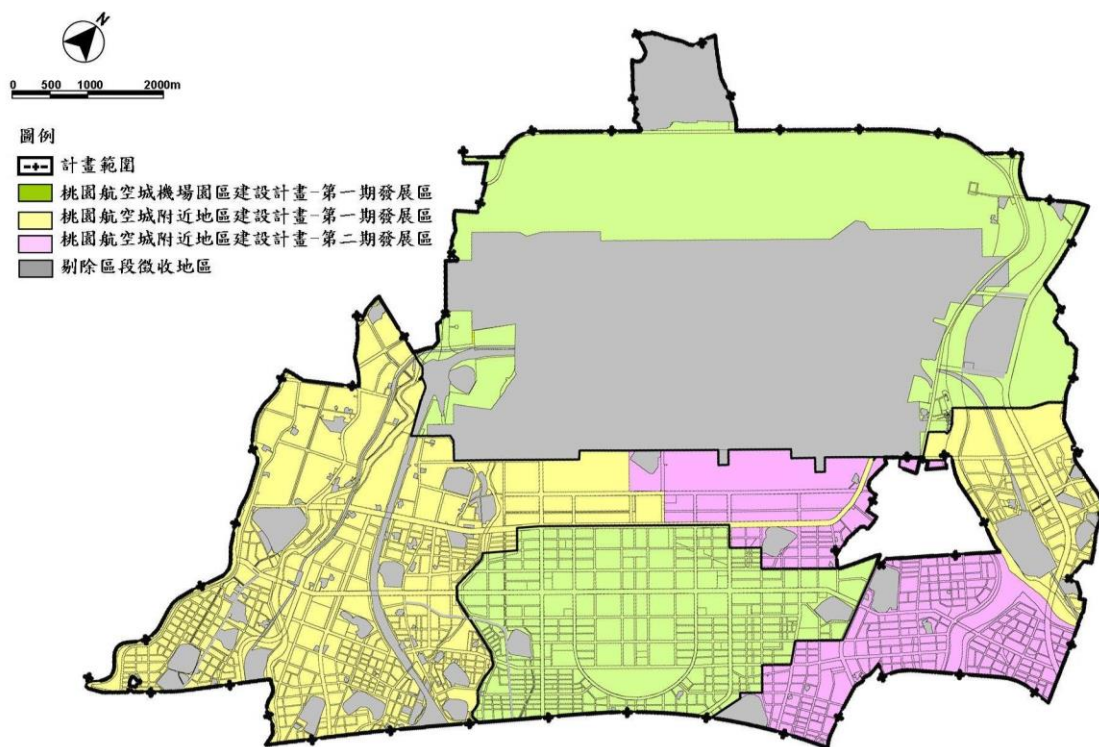 N
0 500 1000 2000m
圖例
計畫範圍
桃園航空城機場園區建設計畫-第一期發展區
桃園航空城附近地區建設計畫-第一期發展區
桃園航空城附近地區建設計畫-第二期發展區
剔除區段徵收地區